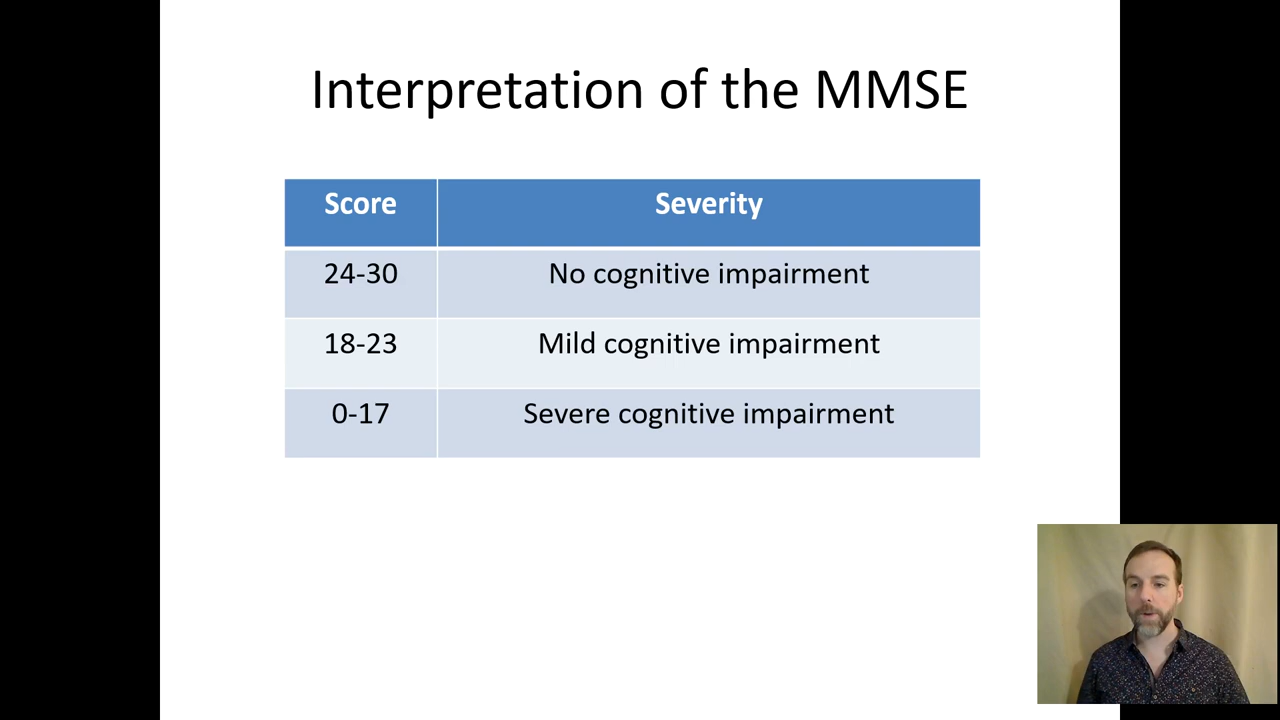 Interpretation of the MMSE
Score Severity
24-30 No cognitive impairment
18-23 Mild cognitive impairment
0-17 Severe cognitive impairment